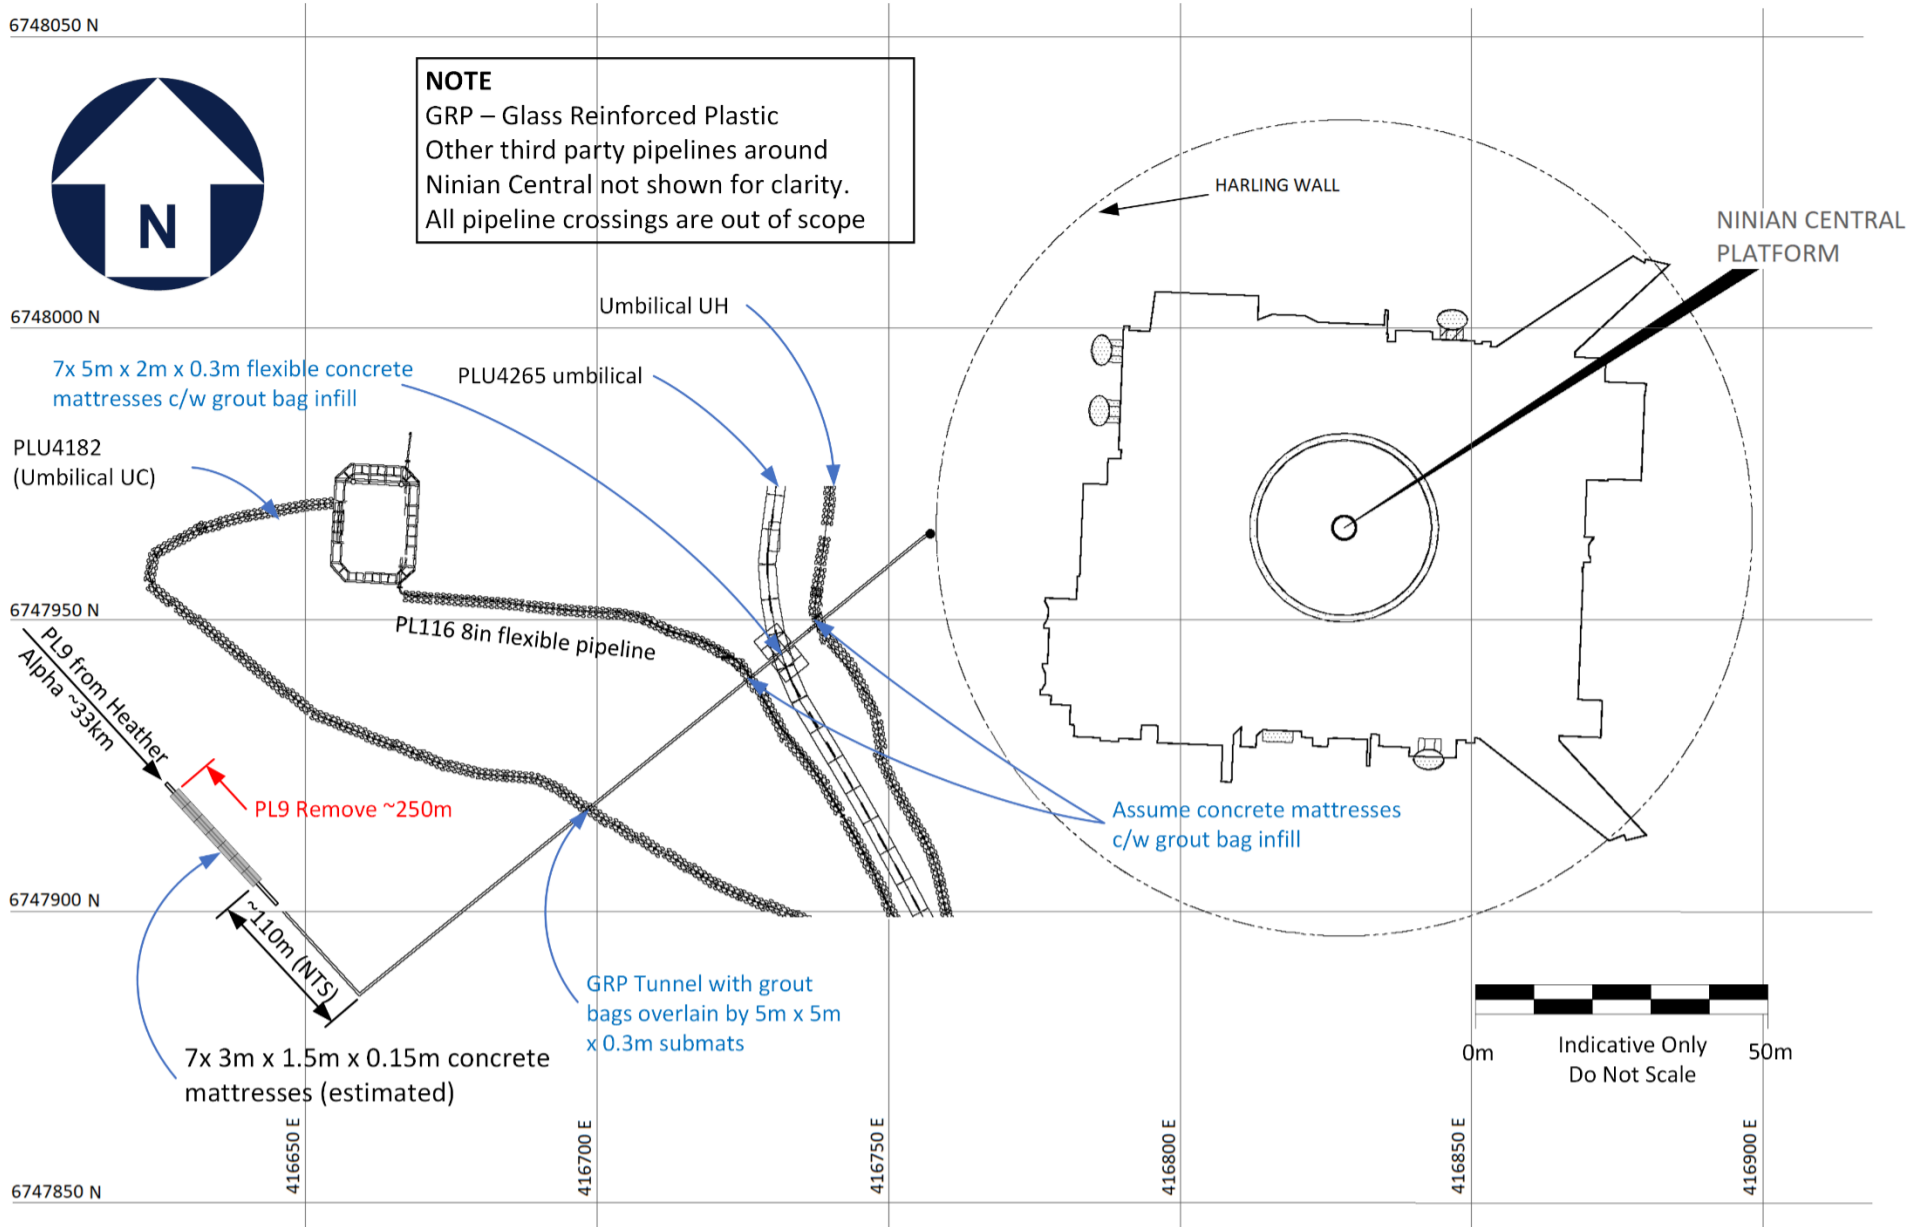 6748050 N
NOTE
GRP – Glass Reinforced Plastic
Other third party pipelines around
Ninian Central not shown for clarity.
All pipeline crossings are out of scope
N
HARLING WALL
NINIAN CENTRAL
PLATFORM
Umbilical UH
6748000 N
7x 5m x 2m x 0.3m flexible concrete
mattresses c/w grout bag infill
PLU4265 umbilical
PLU4182
(Umbilical UC)
6747950 N
PL116 8in flexible pipeline
PL9 from Heather
Alpha ~33km
PL9 Remove ~250m
Assume concrete mattresses
c/w grout bag infill
6747900 N
~110m (NTS)
GRP Tunnel with grout
bags overlain by 5m x 5m
x 0.3m submats
7x 3m x 1.5m x 0.15m concrete
mattresses (estimated)
0m
Indicative Only
Do Not Scale
50m
416650 E
416700 E
416750 E
416800 E
416850 E
416900 E
6747850 N